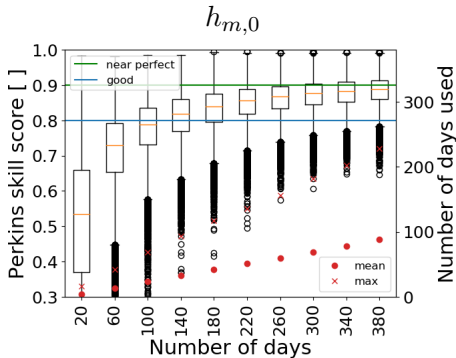 h_{m,0}
near perfect
good
1.0
0.9
0.8
0.7
0.6
0.5
0.4
0.3
Perkins skill score [ ]
300
200
100
0
Number of days used
mean
max
20 60 100 140 180 220 260 300 340 380
Number of days